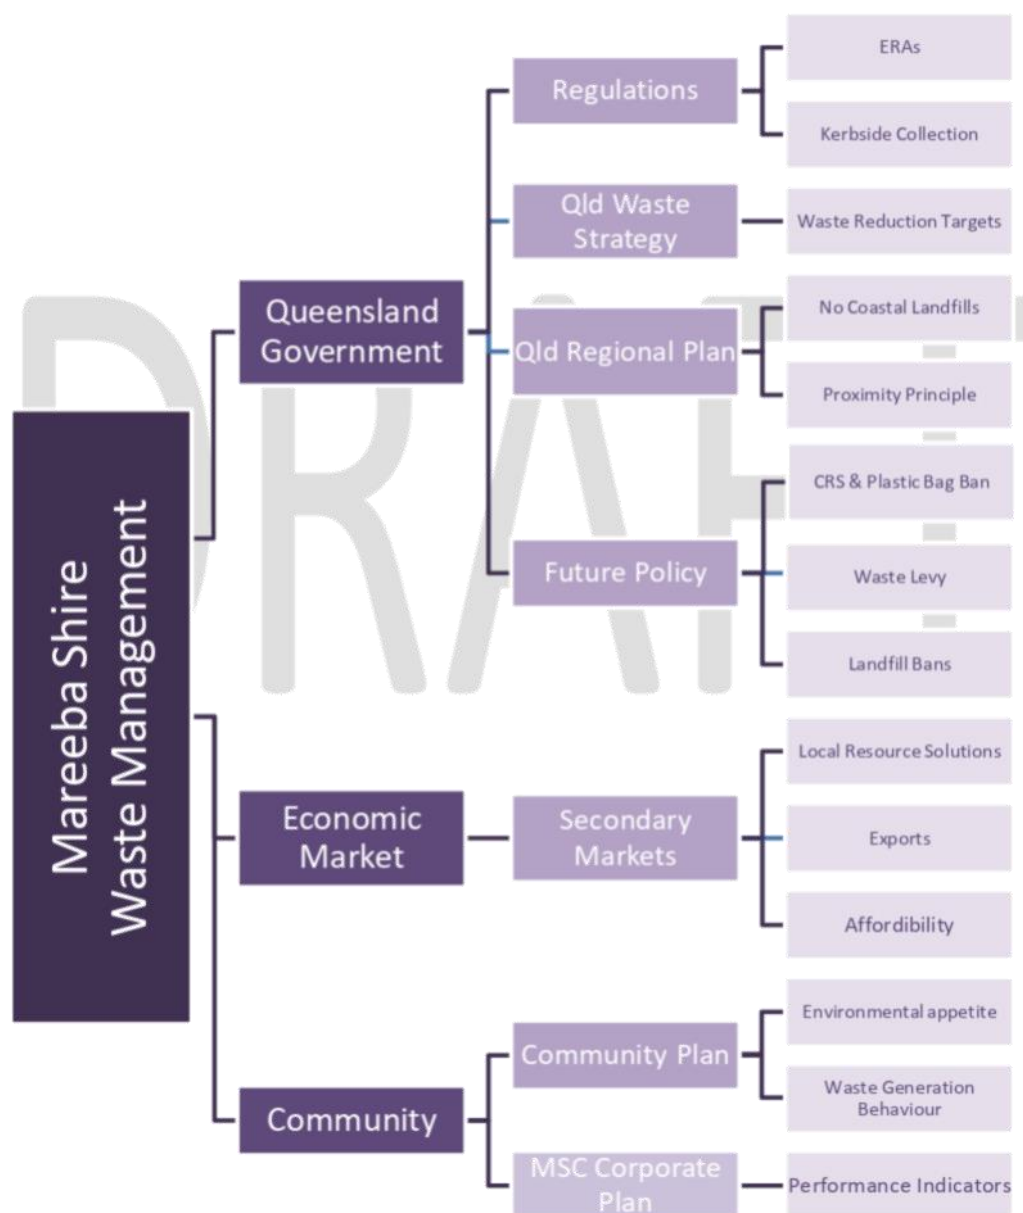 Mareeba Shire
Waste Management
Queensland
Government
Regulations
ERAs
Kerbside Collection
Qld Waste
Strategy
Waste Reduction Targets
Qld Regional Plan
No Coastal Landfills
Proximity Principle
Future Policy
CRS & Plastic Bag Ban
Waste Levy
Landfill Bans
Economic
Market
Secondary
Markets
Local Resource Solutions
Exports
Affordibility
Community
Community Plan
Environmental appetite
Waste Generation
Behaviour
MSC Corporate
Plan
Performance Indicators
DRAFT